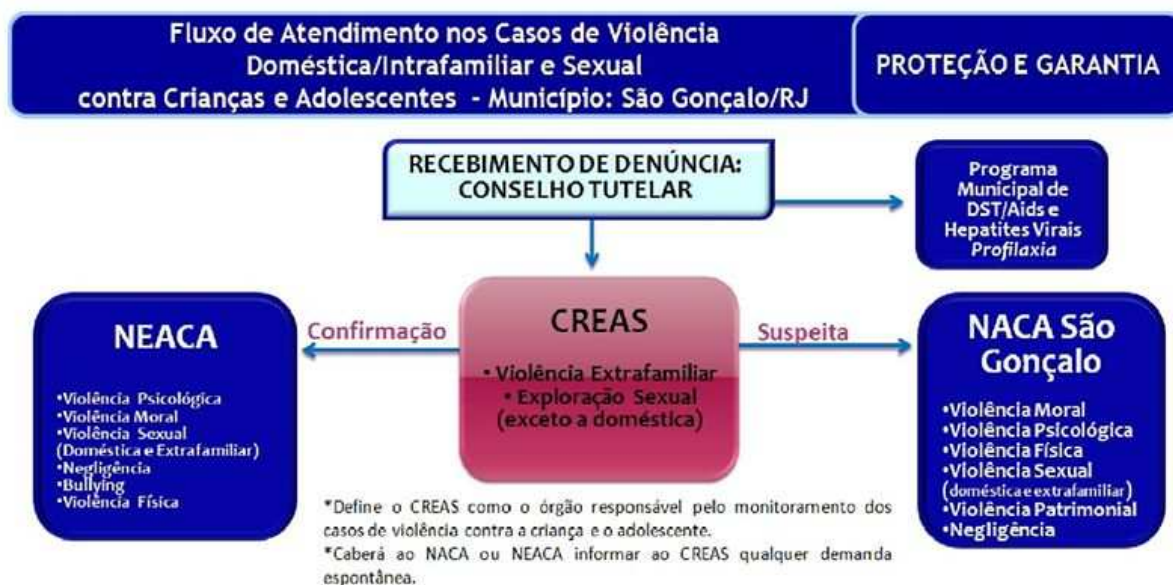 Fluxo de Atendimento nos Casos de Violência
Doméstica/Intrafamiliar e Sexual
contra Crianças e Adolescentes - Município: São Gonçalo/RJ
PROTEÇÃO E GARANTIA
RECEBIMENTO DE DENÚNCIA:
CONSELHO TUTELAR
Programa
Municipal de
DST/Aids e
Hepatites Virais
Profilaxia
NEACA
•Violência Psicológica
•Violência Moral
•Violência Sexual
(Doméstica e Extrafamiliar)
•Negligência
•Bullying
•Violência Física
Confirmação
CREAS
• Violência Extrafamiliar
• Exploração Sexual
(exceto a doméstica)
Suspeita
NACA São
Gonçalo
•Violência Moral
•Violência Psicológica
•Violência Física
•Violência Sexual
(doméstica e extrafamiliar)
•Violência Patrimonial
•Negligência
*Define o CREAS como o órgão responsável pelo monitoramento dos
casos de violência contra a criança e o adolescente.
*Caberá ao NACA ou NEACA informar ao CREAS qualquer demanda
espontânea.